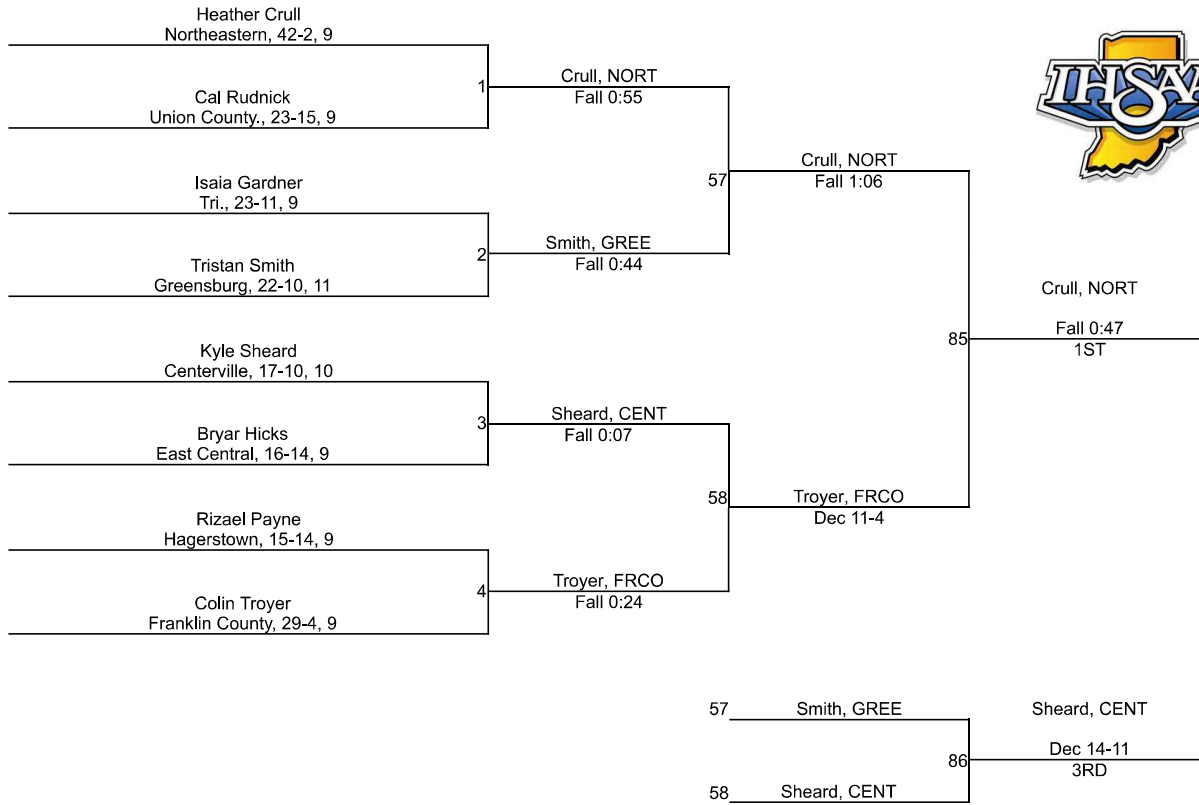 Heather Crull
Northeastern, 42-2, 9
Cal Rudnick
Union County., 23-15, 9
Isaia Gardner
Tri., 23-11, 9
Tristan Smith
Greensburg, 22-10, 11
Kyle Sheard
Centerville, 17-10, 10
Bryar Hicks
East Central, 16-14, 9
Rizael Payne
Hagerstown, 15-14, 9
Colin Troyer
Franklin County, 29-4, 9
1
Crull, NORT
Fall 0:55
2
Smith, GREE
Fall 0:44
3
Sheard, CENT
Fall 0:07
4
Troyer, FRCO
Fall 0:24
57
Crull, NORT
Fall 1:06
58
Troyer, FRCO
Dec 11-4
85
Crull, NORT
Fall 0:47
1ST
57
Smith, GREE
58
Sheard, CENT
86
Sheard, CENT
Dec 14-11
3RD
IHSAA